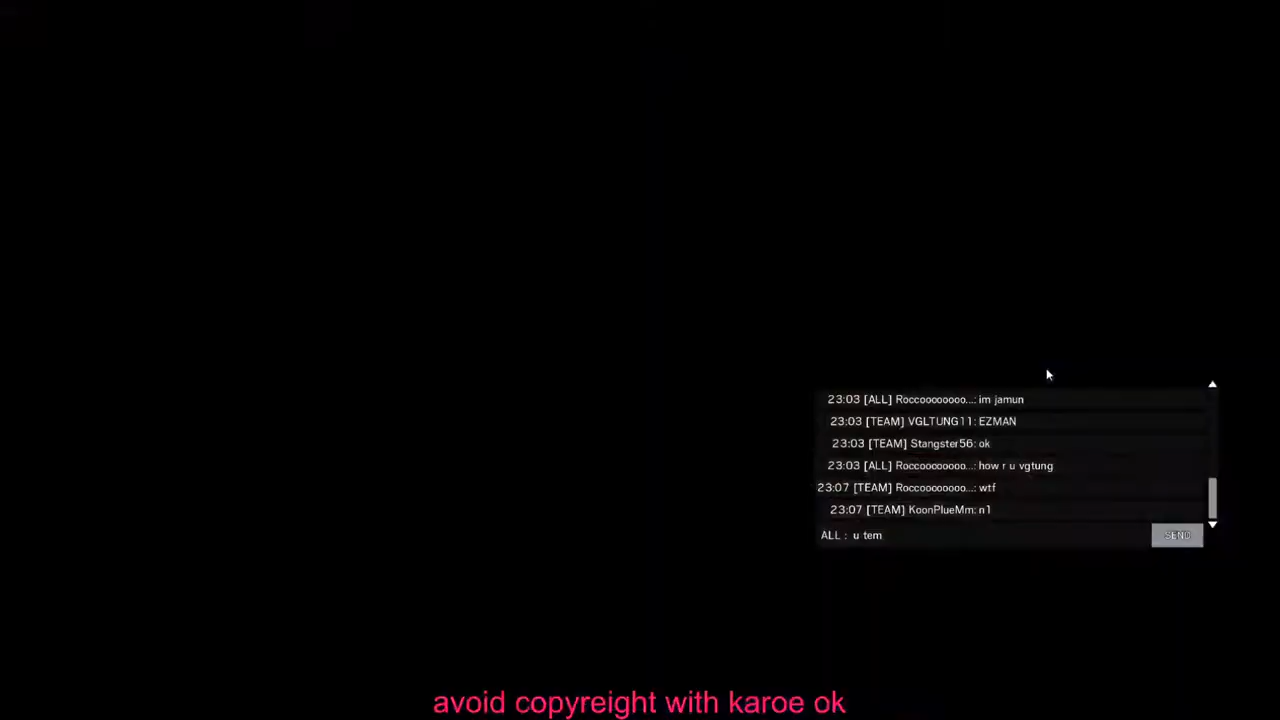 23:03 [ALL] Roccooooooooo...: im jamun
23:03 [TEAM] VGLTUNG11: EZMAN
23:03 [TEAM] Stangster56: ok
23:03 [ALL] Roccooooooooo...: how r u vgtung
23:07 [TEAM] Roccooooooooo...: wtf
23:07 [TEAM] KoonPlueMm: n1
ALL : u tem
SEND
avoid copyreight with karoe ok